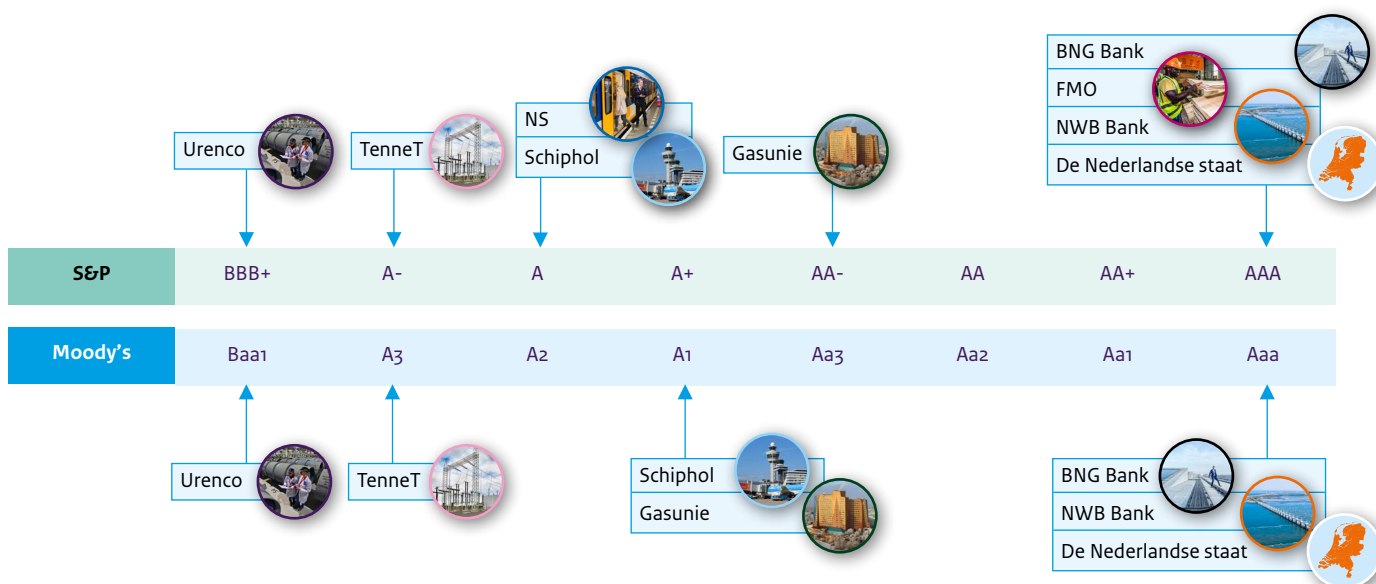 BNG Bank
FMO
NWB Bank
De Nederlandse staat
NS
Schiphol
Urenco
TenneT
Gasunie
S&P BBB+ A- A A+ AA- AA AA+ AAA
Moody's Baa1 A3 A2 A1 Aa3 Aa2 Aa1 Aaa
Urenco
TenneT
Schiphol
Gasunie
BNG Bank
NWB Bank
De Nederlandse staat